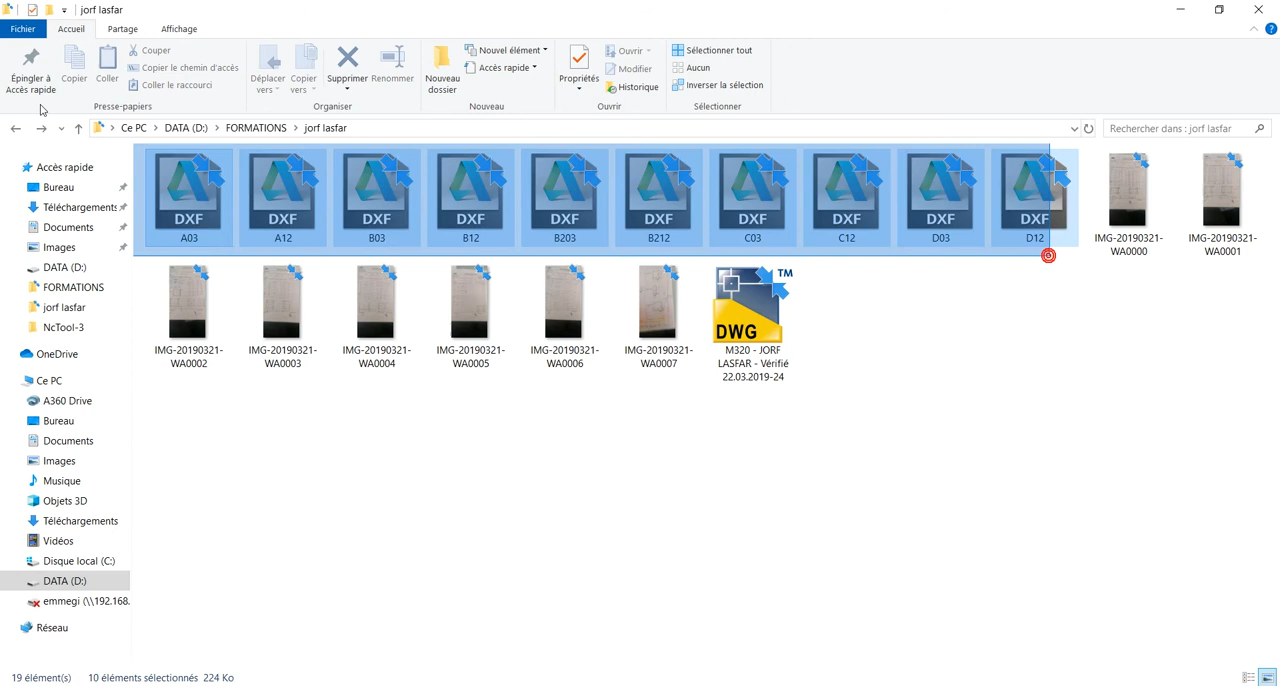 jorf lasfar
Fichier Accueil Partage Affichage
Épingler à Accès rapide
Copier
Coller
Couper
Copier le chemin d'accès
Coller le raccourci
Presse-papiers
Déplacer vers
Copier vers
Supprimer
Renommer
Organiser
Nouveau dossier
Nouvel élément
Accès rapide
Nouveau
Propriétés
Ouvrir
Modifier
Historique
Ouvrir
Sélectionner tout
Aucun
Inverser la sélection
Sélectionner
Ce PC > DATA (D:) > FORMATIONS > jorf lasfar
Rechercher dans : jorf lasfar
Accès rapide
Bureau
Téléchargements
Documents
Images
DATA (D:)
FORMATIONS
jorf lasfar
NcTool-3
OneDrive
Ce PC
A360 Drive
Bureau
Documents
Images
Musique
Objets 3D
Téléchargements
Vidéos
Disque local (C:)
DATA (D:)
emmegi (\\192.168.
Réseau
DXF DXF DXF DXF DXF DXF DXF DXF DXF DXF
A03 A12 B03 B12 B203 B212 C03 C12 D03 D12
IMG-20190321-
WA0000
IMG-20190321-
WA0001
IMG-20190321-
WA0002
IMG-20190321-
WA0003
IMG-20190321-
WA0004
IMG-20190321-
WA0005
IMG-20190321-
WA0006
IMG-20190321-
WA0007
TM
DWG
M320 - JORF
LASFAR - Vérifié
22.03.2019-24
19 élément(s) 10 éléments sélectionnés 224 Ko